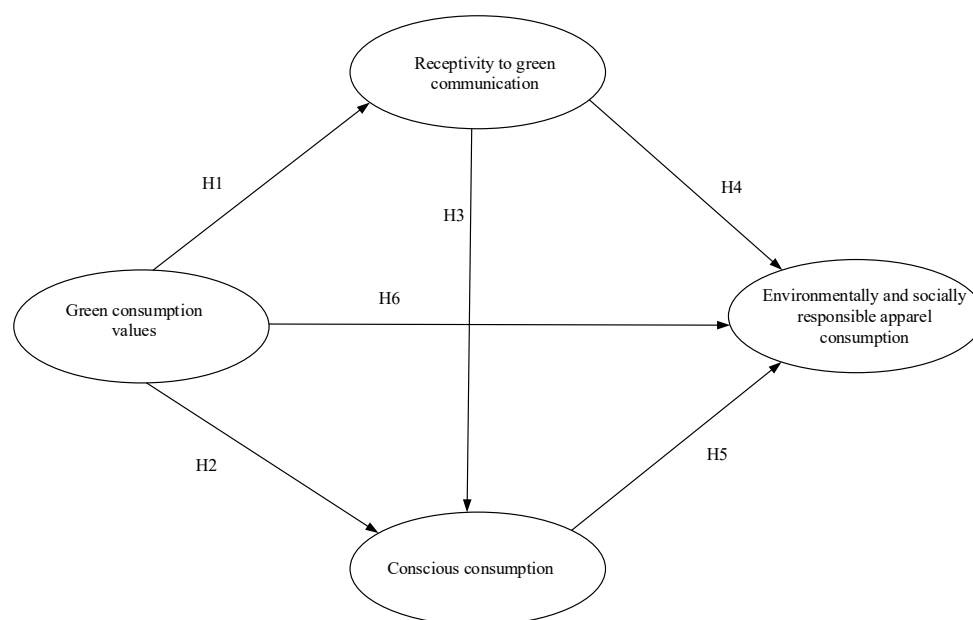 Receptivity to green
communication
H1
H4
H3
Green consumption
values
H6
Environmentally and socially
responsible apparel
consumption
H2
H5
Conscious consumption